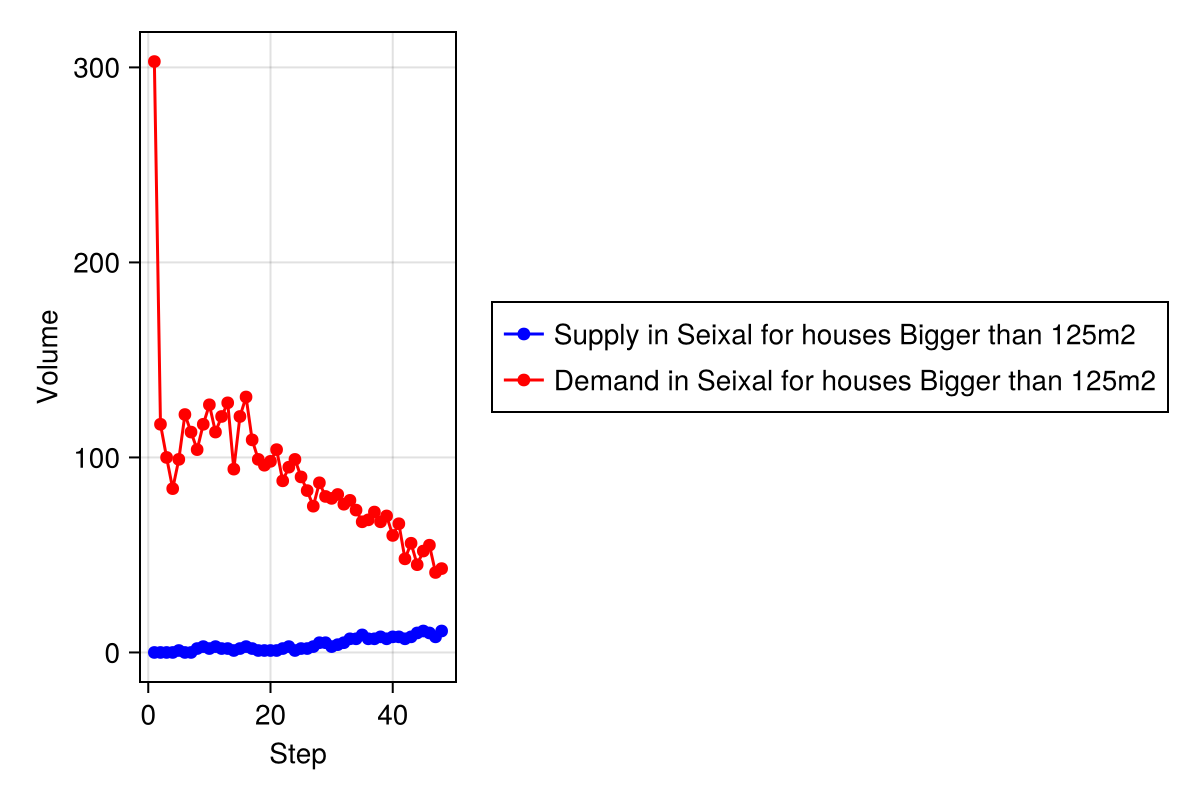 300
200
100
0
Volume
0 20 40
Step
Supply in Seixal for houses Bigger than 125m2
Demand in Seixal for houses Bigger than 125m2